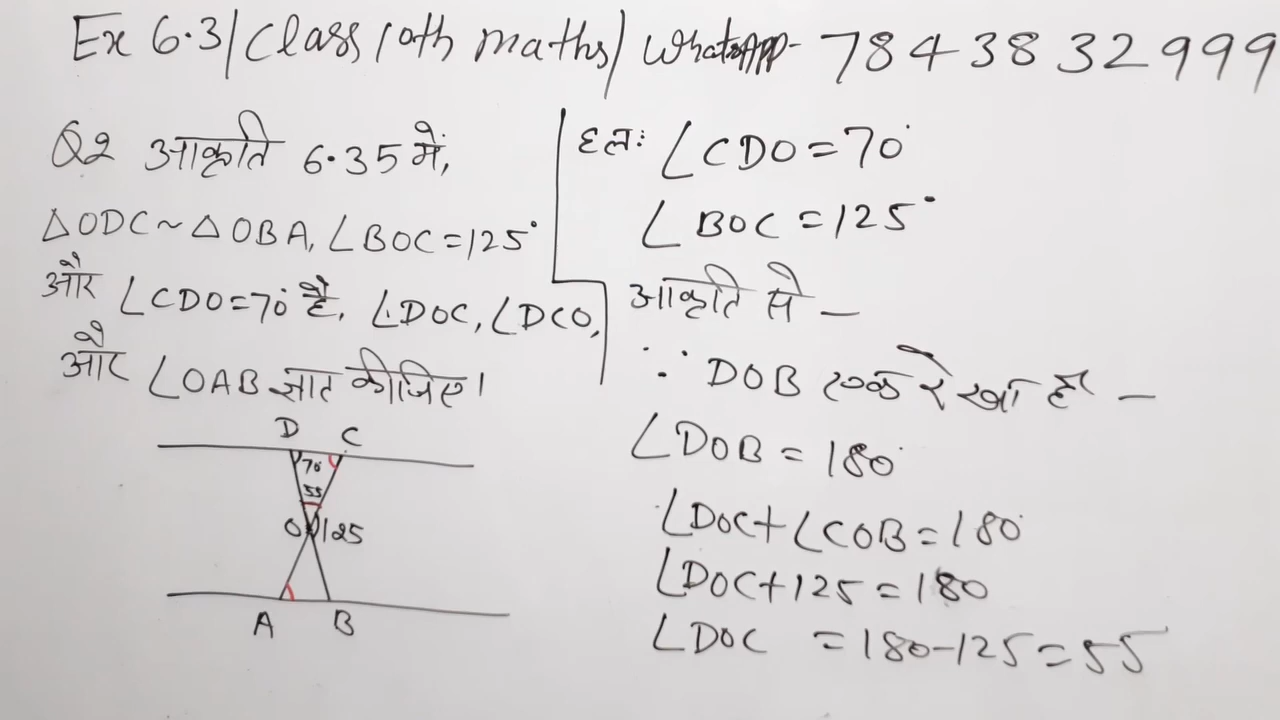 Ex 6.3/Class 10th maths/ WhatsApp- 7843832999
Q2 आकृति 6.35 में,
△ODC ~ △OBA, ∠BOC = 125°
और ∠CDO = 70° है, ∠DOC, ∠DCO,
और ∠OAB ज्ञात कीजिए।
D C
70
55
O 125
A B
हल: ∠CDO = 70°
∠BOC = 125°
आकृति से —
∵ DOB एक रेखा है —
∠DOB = 180°
∠DOC + ∠COB = 180°
∠DOC + 125 = 180
∠DOC = 180 - 125 = 55